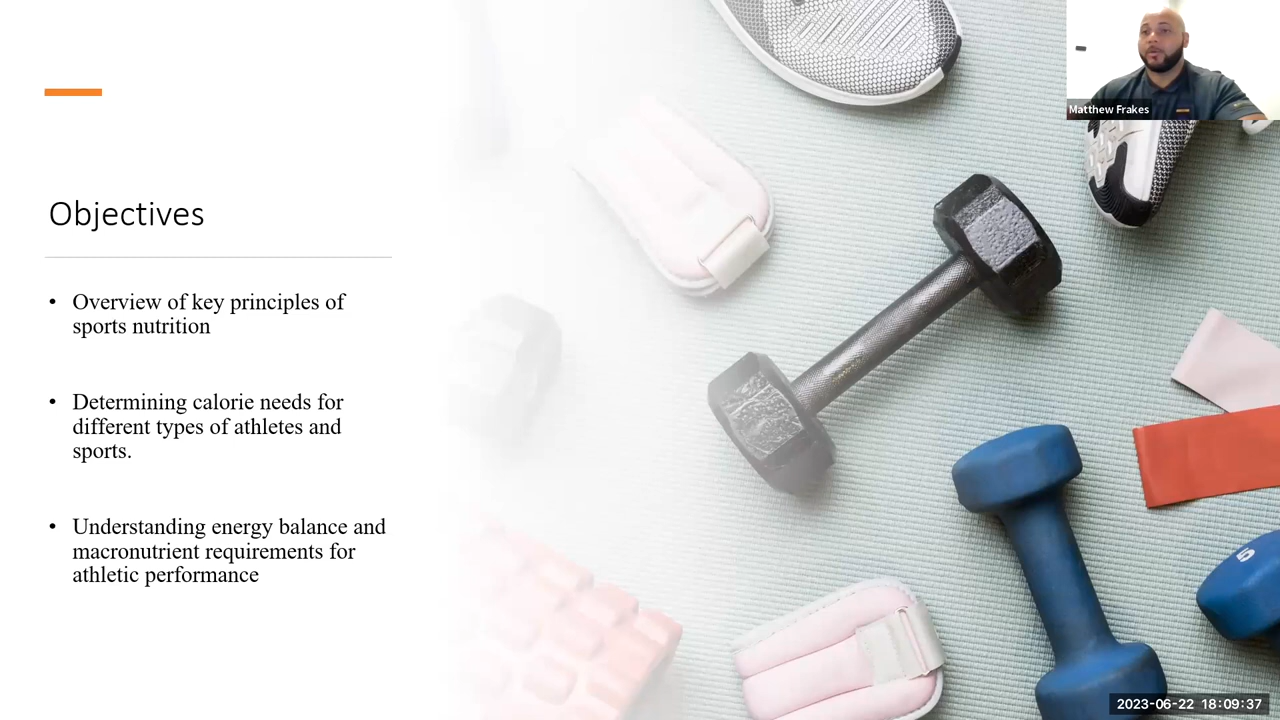 Matthew Frakes
Objectives
• Overview of key principles of
sports nutrition
• Determining calorie needs for
different types of athletes and
sports.
• Understanding energy balance and
macronutrient requirements for
athletic performance
5
2023-06-22 18:09:37